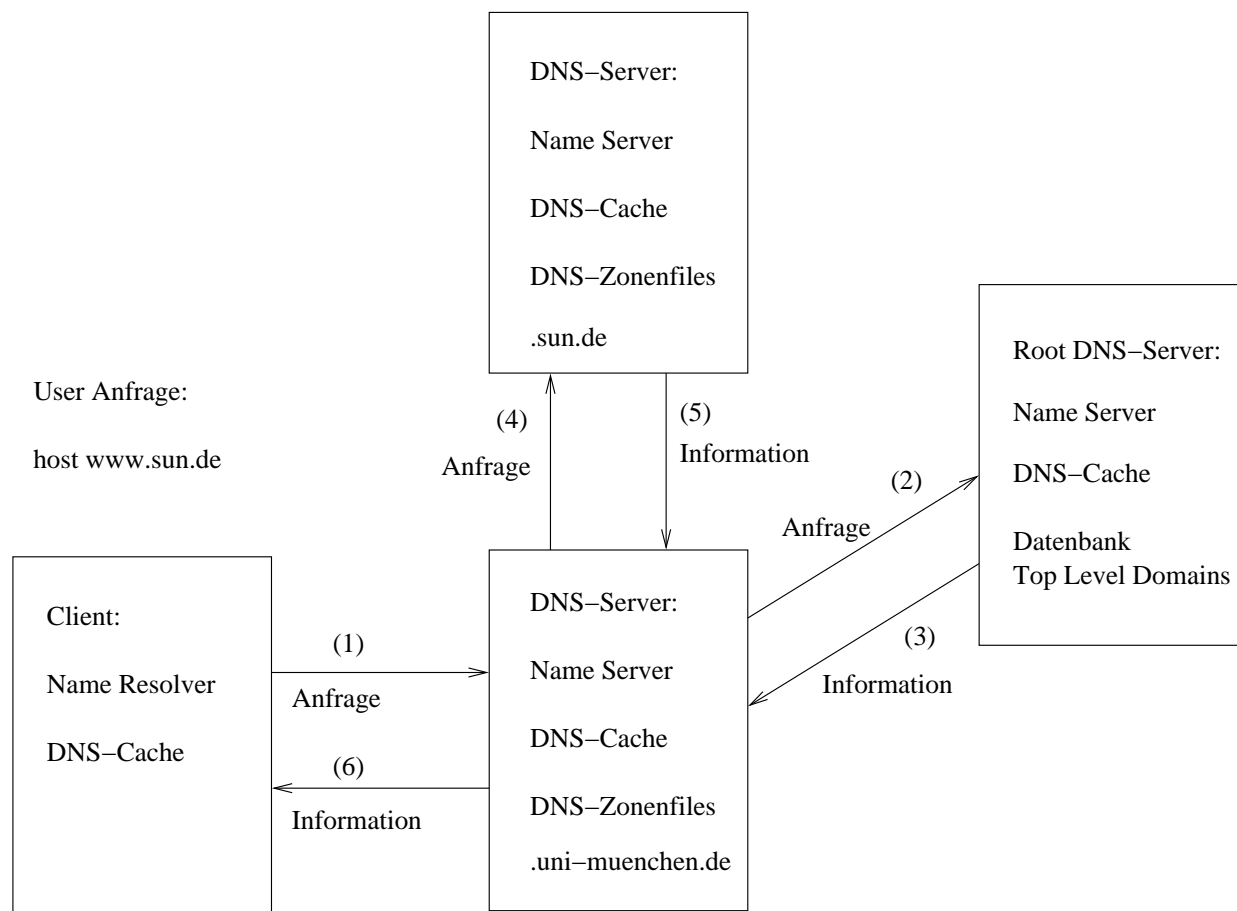 DNS−Server:
Name Server
DNS−Cache
DNS−Zonenfiles
.sun.de
User Anfrage:
host www.sun.de
(4)
Anfrage
(5)
Information
Root DNS−Server:
Name Server
DNS−Cache
Datenbank
Top Level Domains
(2)
Anfrage
(3)
Information
Client:
Name Resolver
DNS−Cache
(1)
Anfrage
(6)
Information
DNS−Server:
Name Server
DNS−Cache
DNS−Zonenfiles
.uni−muenchen.de